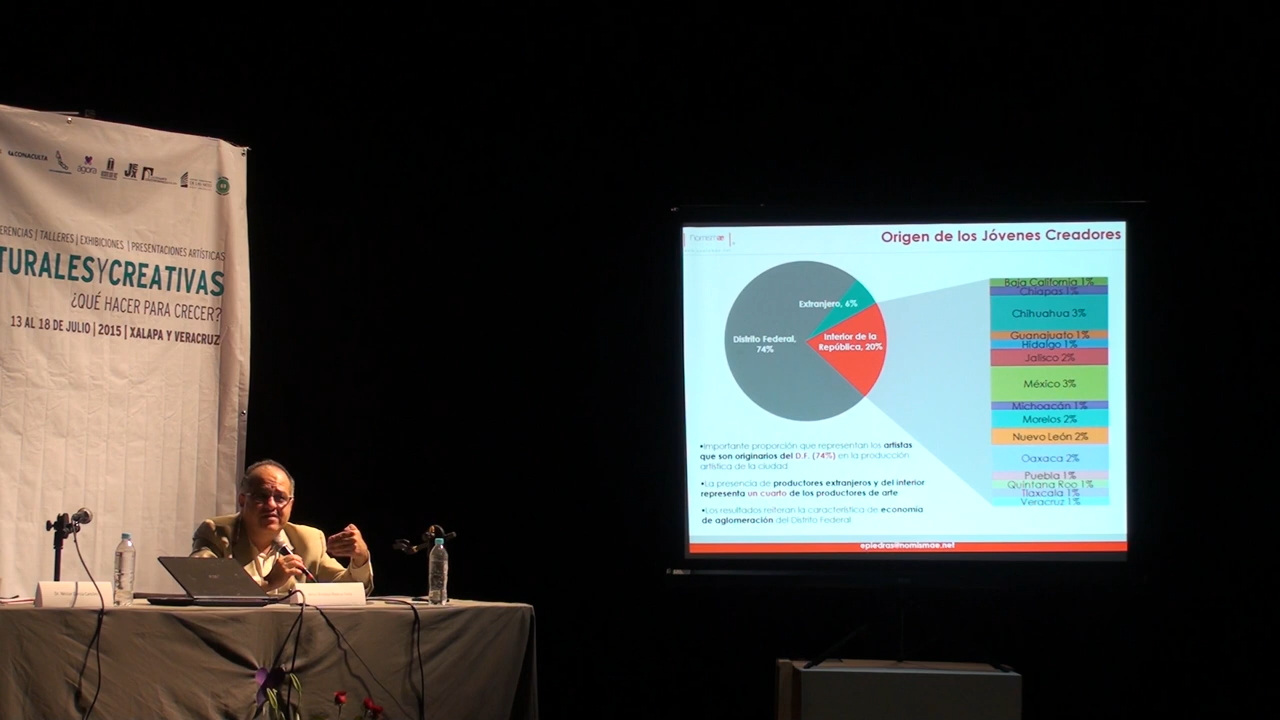 CONACULTA
agora
ERENCIAS | TALLERES | EXHIBICIONES | PRESENTACIONES ARTÍSTICAS
TURALESYCREATIVAS
¿QUÉ HACER PARA CRECER?
13 AL 18 DE JULIO | 2015 | XALAPA Y VERACRUZ
nomismae
Origen de los Jóvenes Creadores
Extranjero, 6%
Distrito Federal,
74%
Interior de la
República, 20%
Baja California 1%
Chiapas 1%
Chihuahua 3%
Guanajuato 1%
Hidalgo 1%
Jalisco 2%
México 3%
Michoacán 1%
Morelos 2%
Nuevo León 2%
Oaxaca 2%
Puebla 1%
Quintana Roo 1%
Tlaxcala 1%
Veracruz 1%
•Importante proporción que representan los artistas
que son originarios del D.F. (74%) en la producción
artística de la ciudad
•La presencia de productores extranjeros y del interior
representa un cuarto de los productores de arte
•Los resultados reiteran la característica de economía
de aglomeración del Distrito Federal
epiedras@nomismae.net